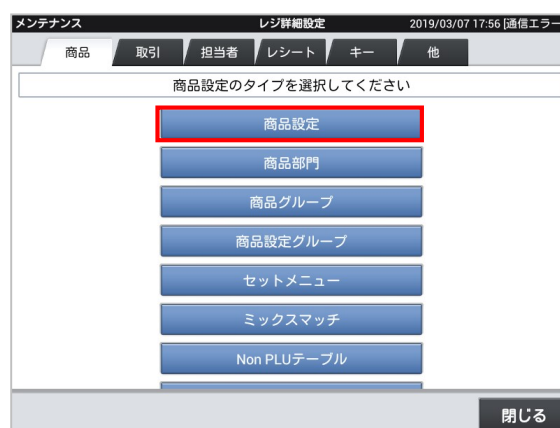 メンテナンス レジ詳細設定 2019/03/07 17:56 [通信エラー
商品 取引 担当者 レシート キー 他
商品設定のタイプを選択してください
商品設定
商品部門
商品グループ
商品設定グループ
セットメニュー
ミックスマッチ
Non PLUテーブル
閉じる